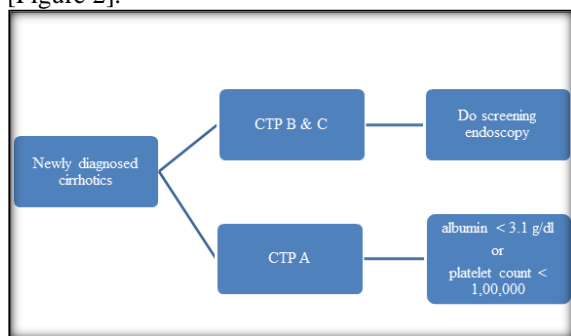 [Figure 2].
CTP B & C
Do screening
endoscopy
Newly diagnosed
cirrhotics
CTP A
albumin < 3.1 g/dl
or
platelet count <
1,00,000